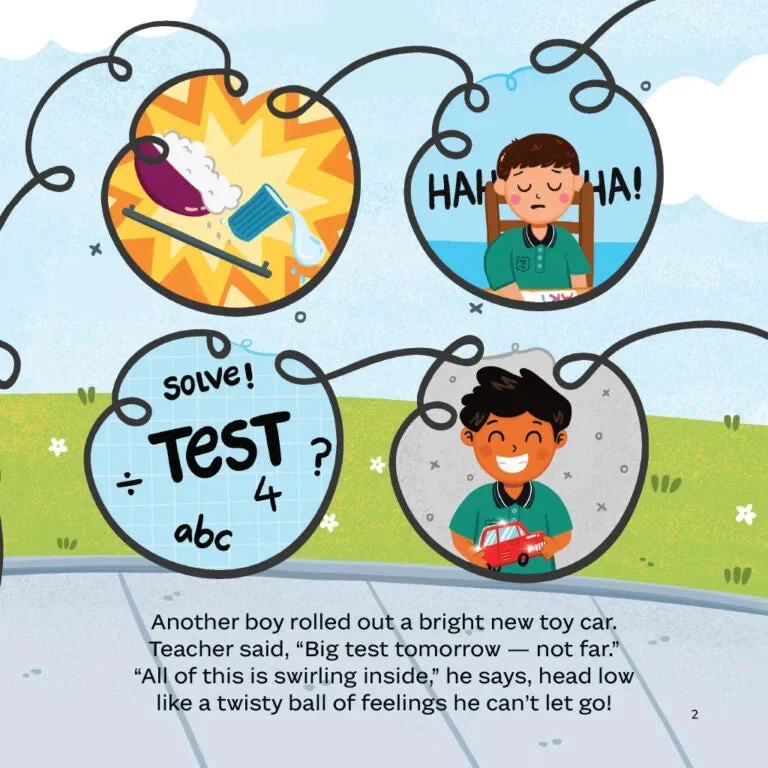 HAH HA!
SOLVE!
TEST
÷ ?
4
abc
Another boy rolled out a bright new toy car.
Teacher said, “Big test tomorrow — not far.”
“All of this is swirling inside,” he says, head low
like a twisty ball of feelings he can’t let go!
2